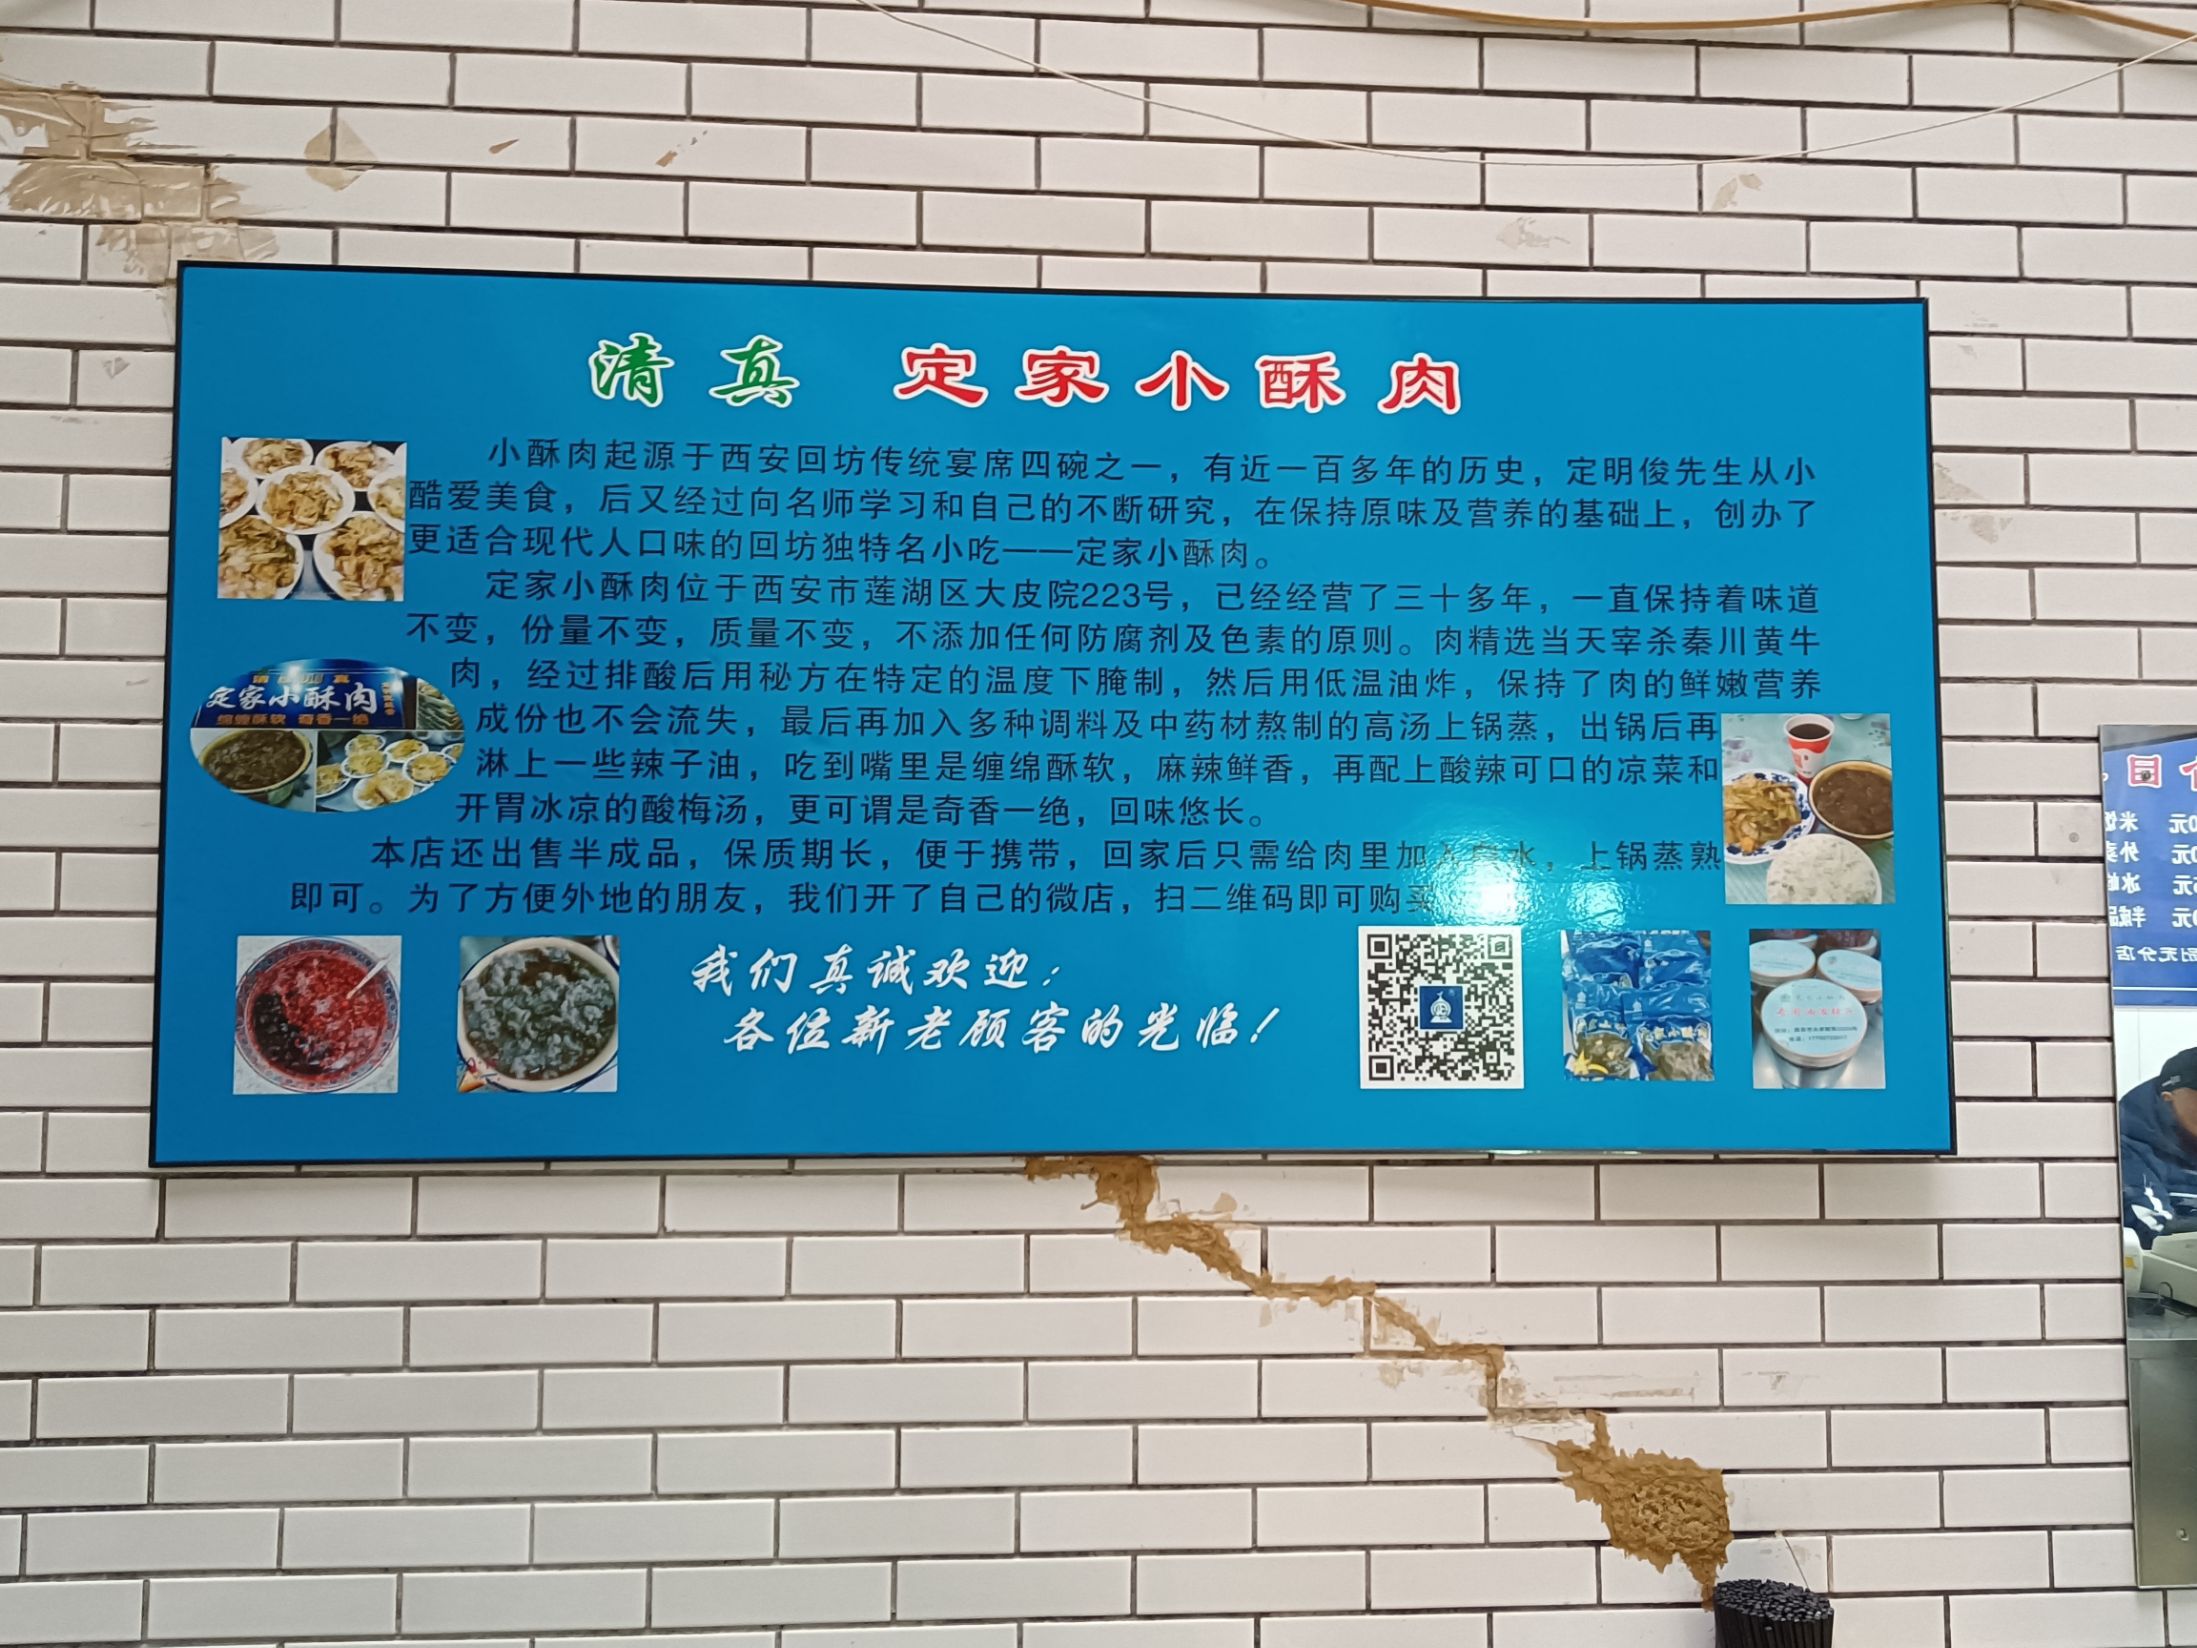 清真 定家小酥肉
小酥肉起源于西安回坊传统宴席四碗之一，有近一百多年的历史，定明俊先生从小
酷爱美食，后又经过向名师学习和自己的不断研究，在保持原味及营养的基础上，创办了
更适合现代人口味的回坊独特名小吃——定家小酥肉。
定家小酥肉位于西安市莲湖区大皮院223号，已经经营了三十多年，一直保持着味道
不变，份量不变，质量不变，不添加任何防腐剂及色素的原则。肉精选当天宰杀秦川黄牛
肉，经过排酸后用秘方在特定的温度下腌制，然后用低温油炸，保持了肉的鲜嫩营养
成份也不会流失，最后再加入多种调料及中药材熬制的高汤上锅蒸，出锅后再
淋上一些辣子油，吃到嘴里是缠绵酥软，麻辣鲜香，再配上酸辣可口的凉菜和
开胃冰凉的酸梅汤，更可谓是奇香一绝，回味悠长。
本店还出售半成品，保质期长，便于携带，回家后只需给肉里加入 水，上锅蒸熟
即可。为了方便外地的朋友，我们开了自己的微店，扫二维码即可购买
我们真诚欢迎：
各位新老顾客的光临！
清真
定家小酥肉
绵缠酥软 奇香一绝